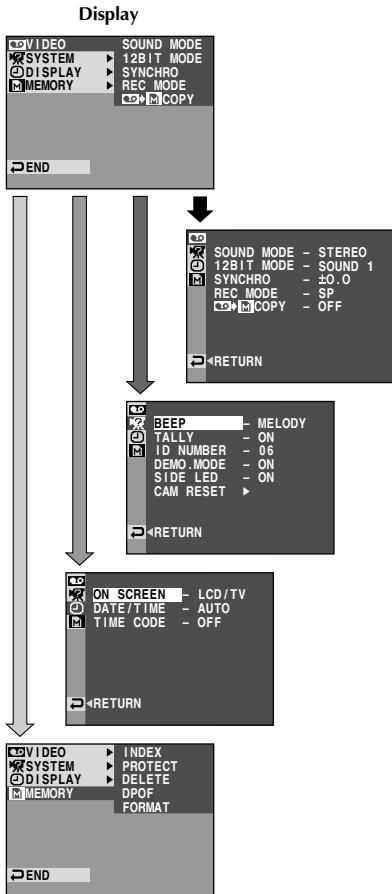 Display
VIDEO SOUND MODE
SYSTEM 12BIT MODE
DISPLAY SYNCHRO
MEMORY REC MODE
M COPY
END
SOUND MODE – STEREO
12BIT MODE – SOUND 1
M SYNCHRO – ±0.0
REC MODE – SP
M COPY – OFF
RETURN
BEEP – MELODY
TALLY – ON
M ID NUMBER – 06
DEMO.MODE – ON
SIDE LED – ON
CAM RESET
RETURN
ON SCREEN – LCD/TV
DATE/TIME – AUTO
M TIME CODE – OFF
RETURN
VIDEO INDEX
SYSTEM PROTECT
DISPLAY DELETE
M MEMORY DPOF
FORMAT
END